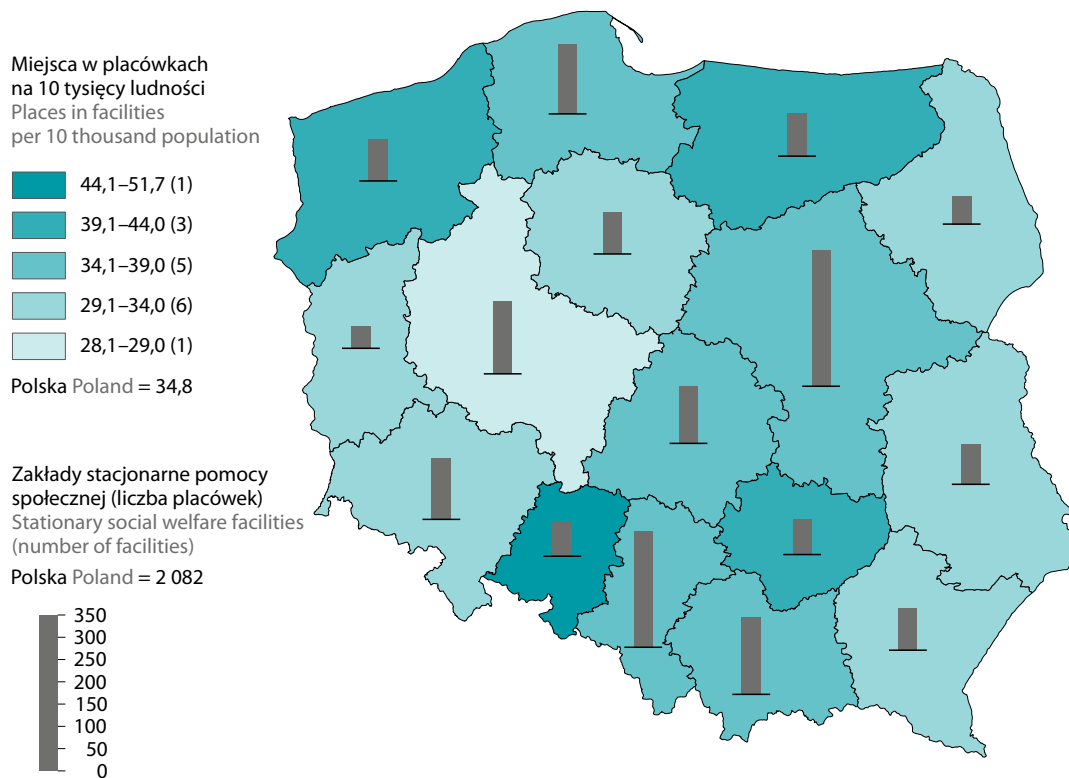 Miejsca w placówkach
na 10 tysięcy ludności
Places in facilities
per 10 thousand population
44,1–51,7 (1)
39,1–44,0 (3)
34,1–39,0 (5)
29,1–34,0 (6)
28,1–29,0 (1)
Polska Poland = 34,8
Zakłady stacjonarne pomocy
społecznej (liczba placówek)
Stationary social welfare facilities
(number of facilities)
Polska Poland = 2 082
350
300
250
200
150
100
50
0